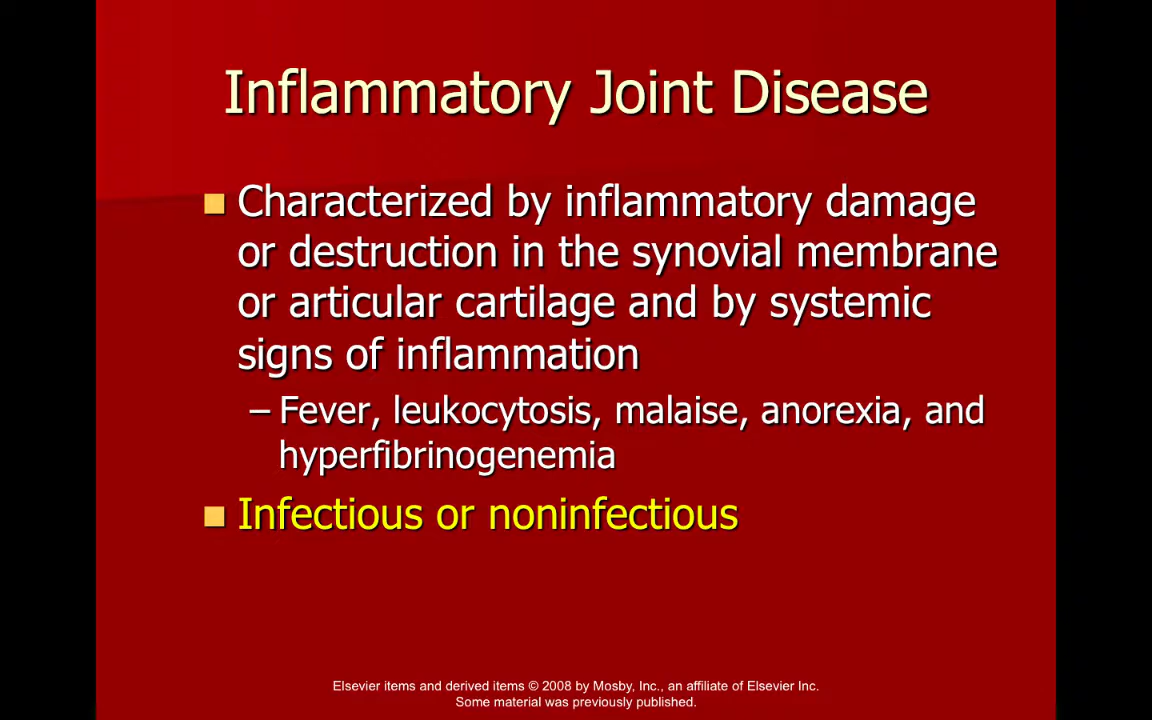 Inflammatory Joint Disease
Characterized by inflammatory damage
or destruction in the synovial membrane
or articular cartilage and by systemic
signs of inflammation
– Fever, leukocytosis, malaise, anorexia, and
hyperfibrinogenemia
Infectious or noninfectious
Elsevier items and derived items © 2008 by Mosby, Inc., an affiliate of Elsevier Inc.
Some material was previously published.